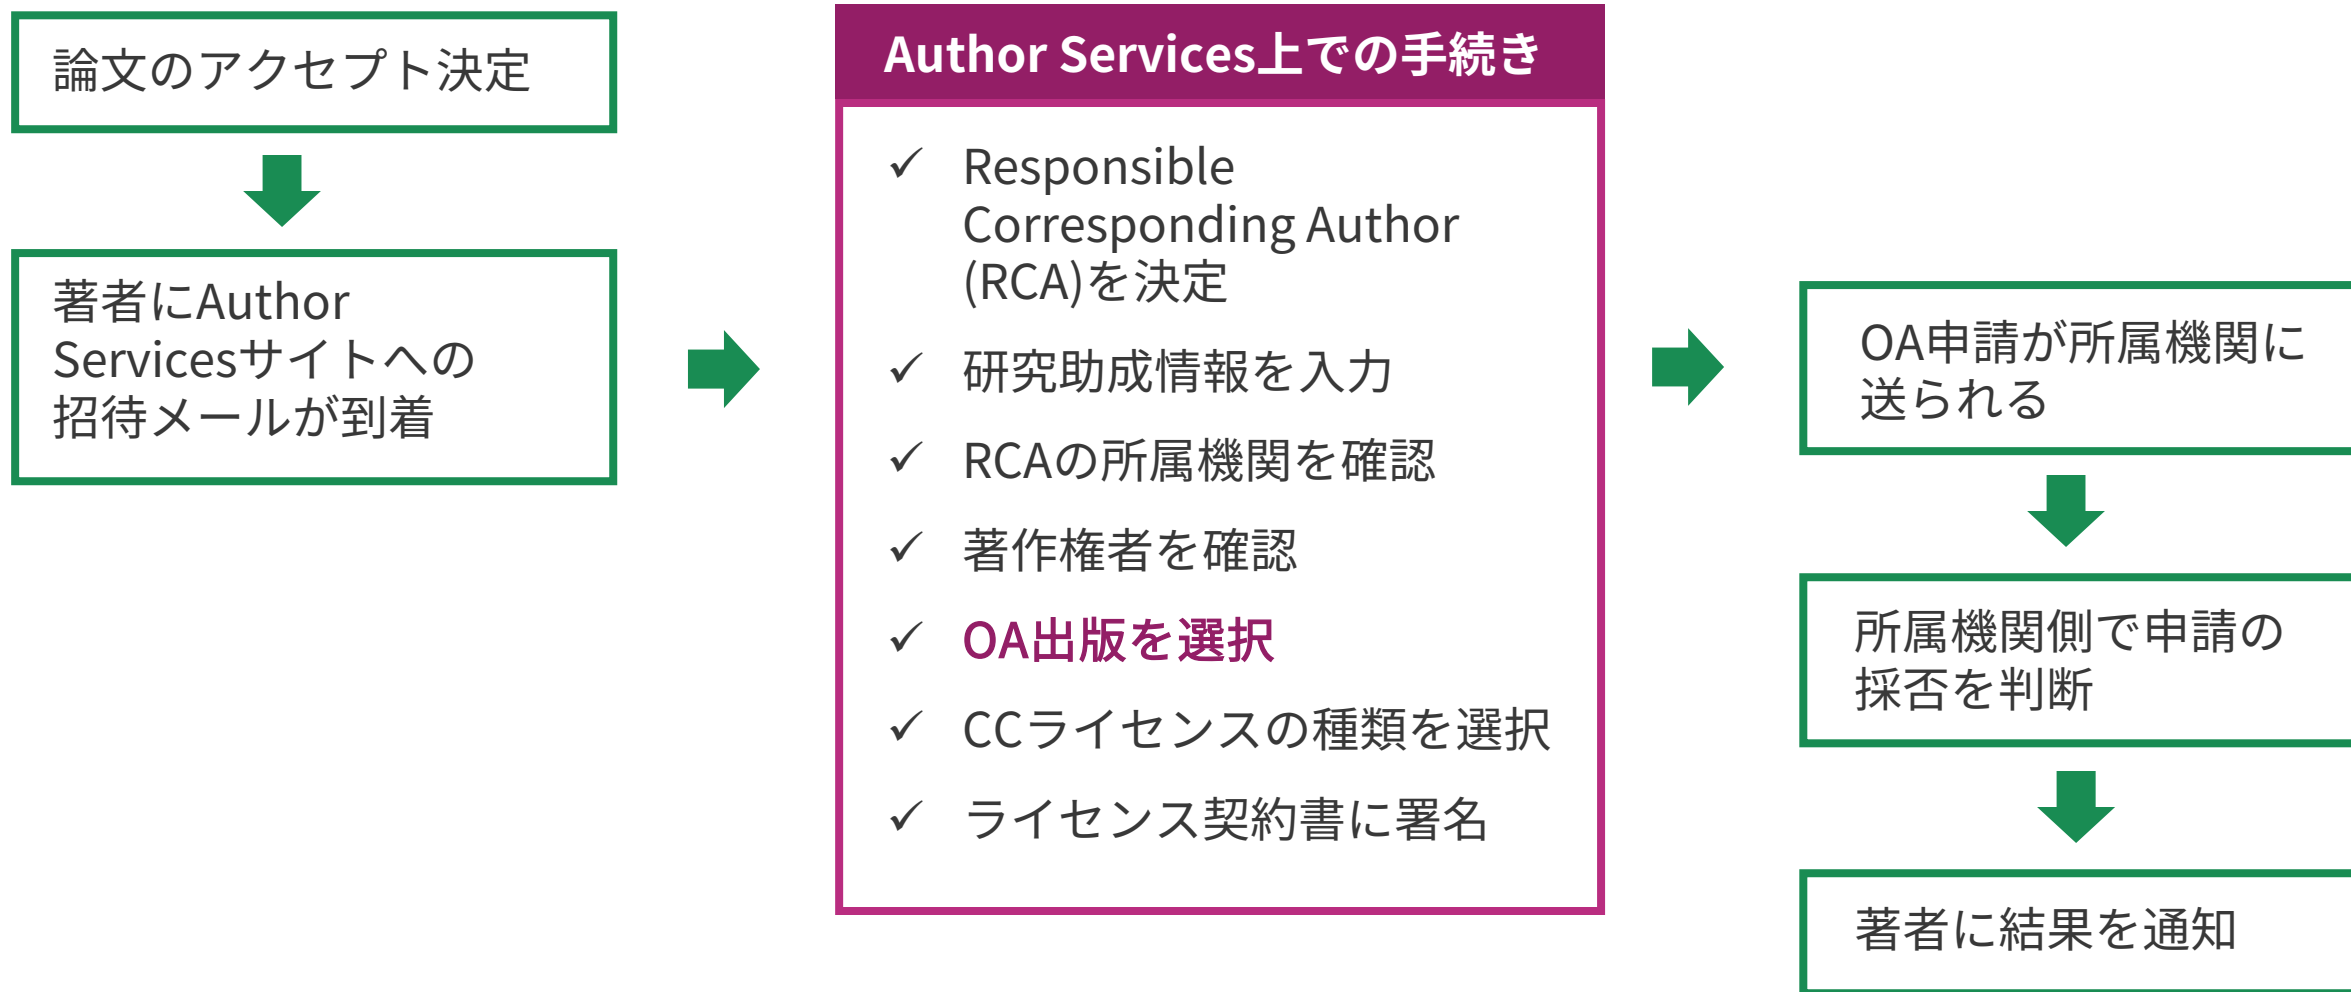 論文のアクセプト決定
著者にAuthor
Servicesサイトへの
招待メールが到着
Author Services上での手続き
✓ Responsible
Corresponding Author
(RCA)を決定
✓ 研究助成情報を入力
✓ RCAの所属機関を確認
✓ 著作権者を確認
✓ OA出版を選択
✓ CCライセンスの種類を選択
✓ ライセンス契約書に署名
OA申請が所属機関に
送られる
所属機関側で申請の
採否を判断
著者に結果を通知